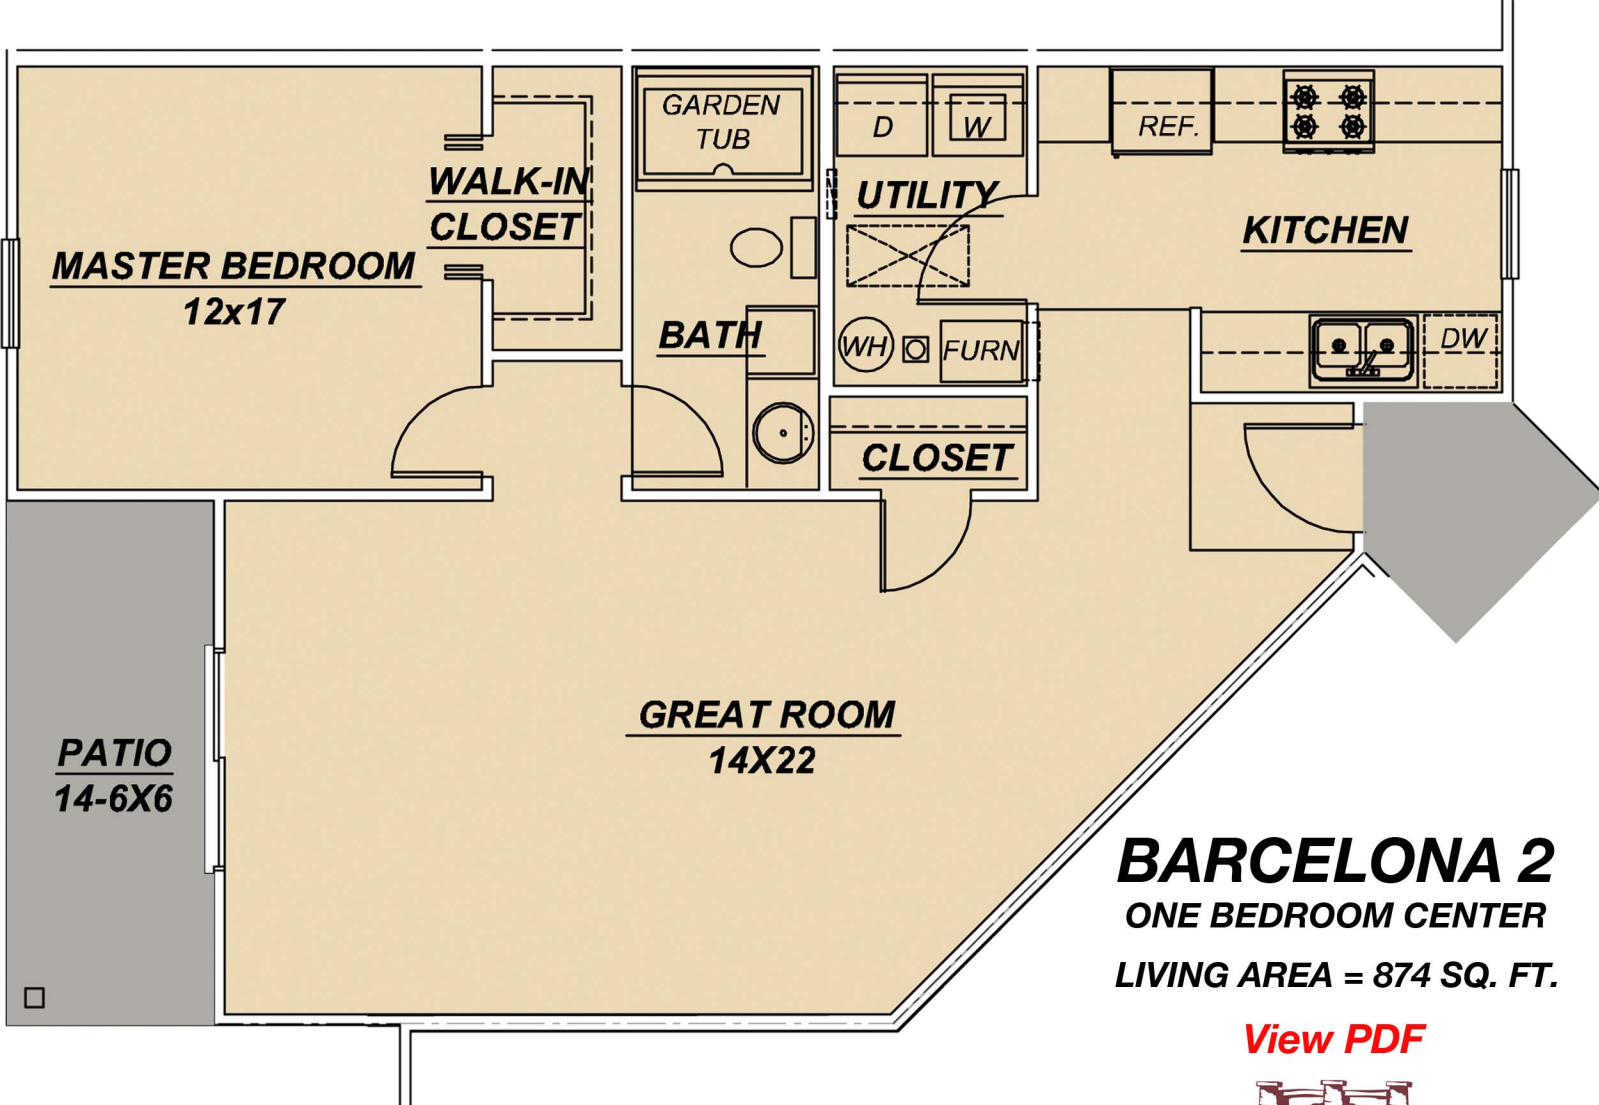 GARDEN
TUB
D
W
REF.
WALK-IN
CLOSET
UTILITY
KITCHEN
MASTER BEDROOM
12x17
BATH
WH
FURN
DW
CLOSET
GREAT ROOM
14X22
PATIO
14-6X6
BARCELONA 2
ONE BEDROOM CENTER
LIVING AREA = 874 SQ. FT.
View PDF